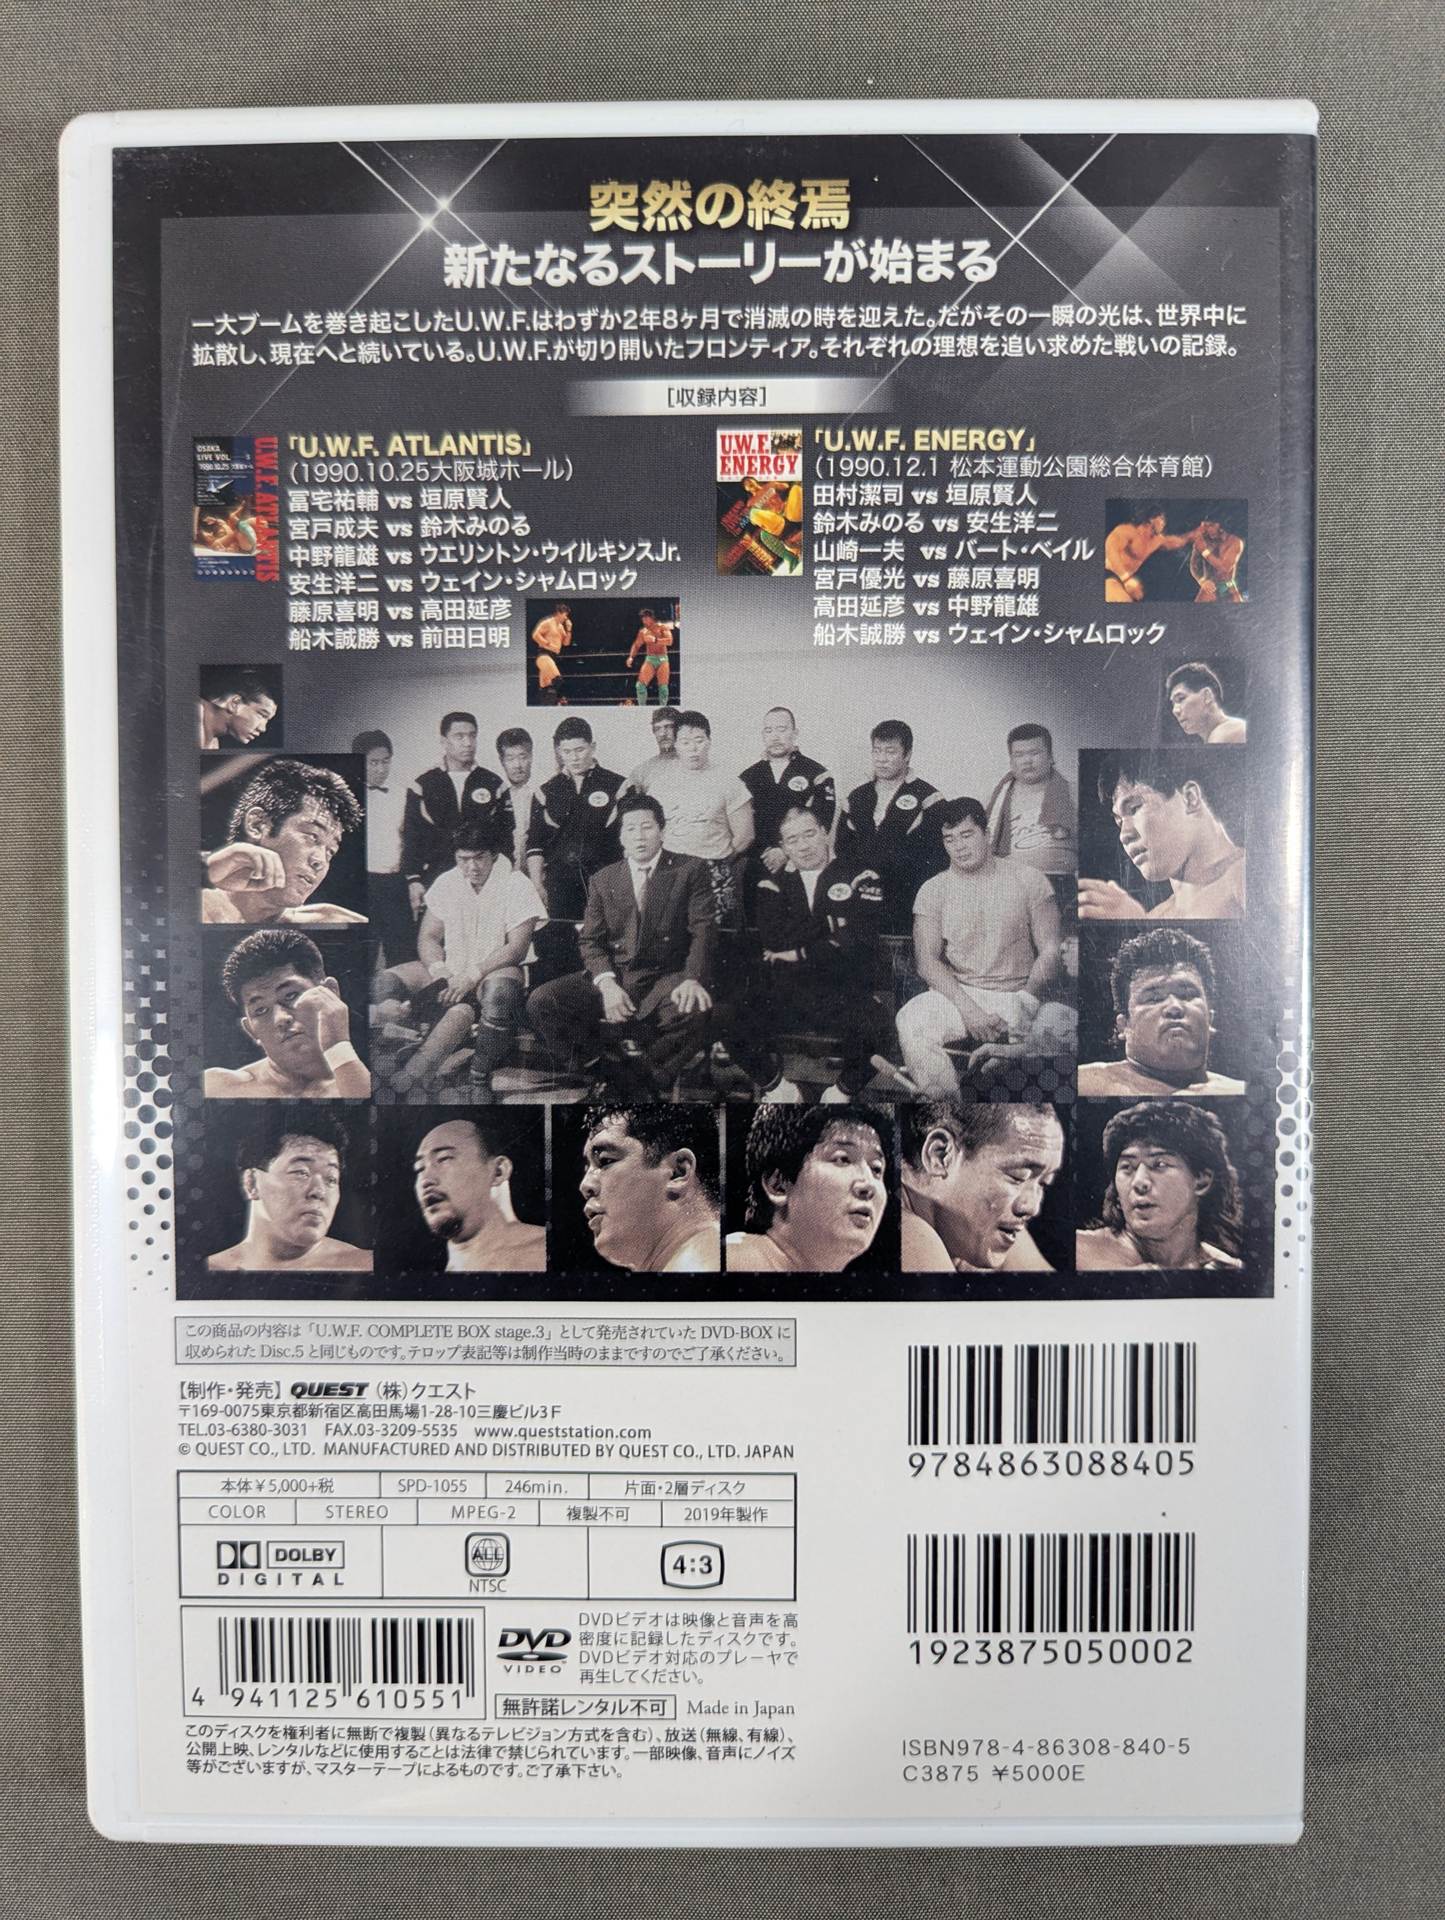 突然の終焉
新たなるストーリーが始まる
一大ブームを巻き起こしたU.W.F.はわずか2年8ヶ月で消滅の時を迎えた。だがその一瞬の光は、世界中に
拡散し、現在へと続いている。U.W.F.が切り開いたフロンティア。それぞれの理想を追い求めた戦いの記録。
[収録内容]
OSAKA
LIVE VOL.
1990.10.25 大阪城ホール
U.W.F. ATLANTIS
「U.W.F. ATLANTIS」
(1990.10.25大阪城ホール)
冨宅祐輔 vs 垣原賢人
宮戸成夫 vs 鈴木みのる
中野龍雄 vs ウエリントン・ウイルキンスJr.
安生洋二 vs ウェイン・シャムロック
藤原喜明 vs 高田延彦
船木誠勝 vs 前田日明
U.W.F.
ENERGY
「U.W.F. ENERGY」
(1990.12.1 松本運動公園総合体育館)
田村潔司 vs 垣原賢人
鈴木みのる vs 安生洋二
山崎一夫 vs バート・ベイル
宮戸優光 vs 藤原喜明
高田延彦 vs 中野龍雄
船木誠勝 vs ウェイン・シャムロック
この商品の内容は「U.W.F. COMPLETE BOX stage.3」として発売されていた DVD-BOX に
収められた Disc.5 と同じものです。テロップ表記等は制作当時のままですのでご了承ください。
【制作・発売】 QUEST (株)クエスト
〒169-0075東京都新宿区高田馬場1-28-10三慶ビル3F
TEL.03-6380-3031 FAX.03-3209-5535 www.queststation.com
© QUEST CO., LTD. MANUFACTURED AND DISTRIBUTED BY QUEST CO., LTD. JAPAN
本体￥5,000+税 SPD-1055 246min. 片面・2層ディスク
COLOR STEREO MPEG-2 複製不可 2019年製作
DOLBY
DIGITAL
ALL
NTSC
4:3
4 941125 610551
DVD
VIDEO
DVDビデオは映像と音声を高
密度に記録したディスクです。
DVDビデオ対応のプレーヤで
再生してください。
無許諾レンタル不可 Made in Japan
このディスクを権利者に無断で複製(異なるテレビジョン方式を含む)、放送(無線、有線)、
公開上映、レンタルなどに使用することは法律で禁じられています。一部映像、音声にノイズ
等がございますが、マスターテープによるものです。ご了承下さい。
9784863088405
1923875050002
ISBN978-4-86308-840-5
C3875 ￥5000E